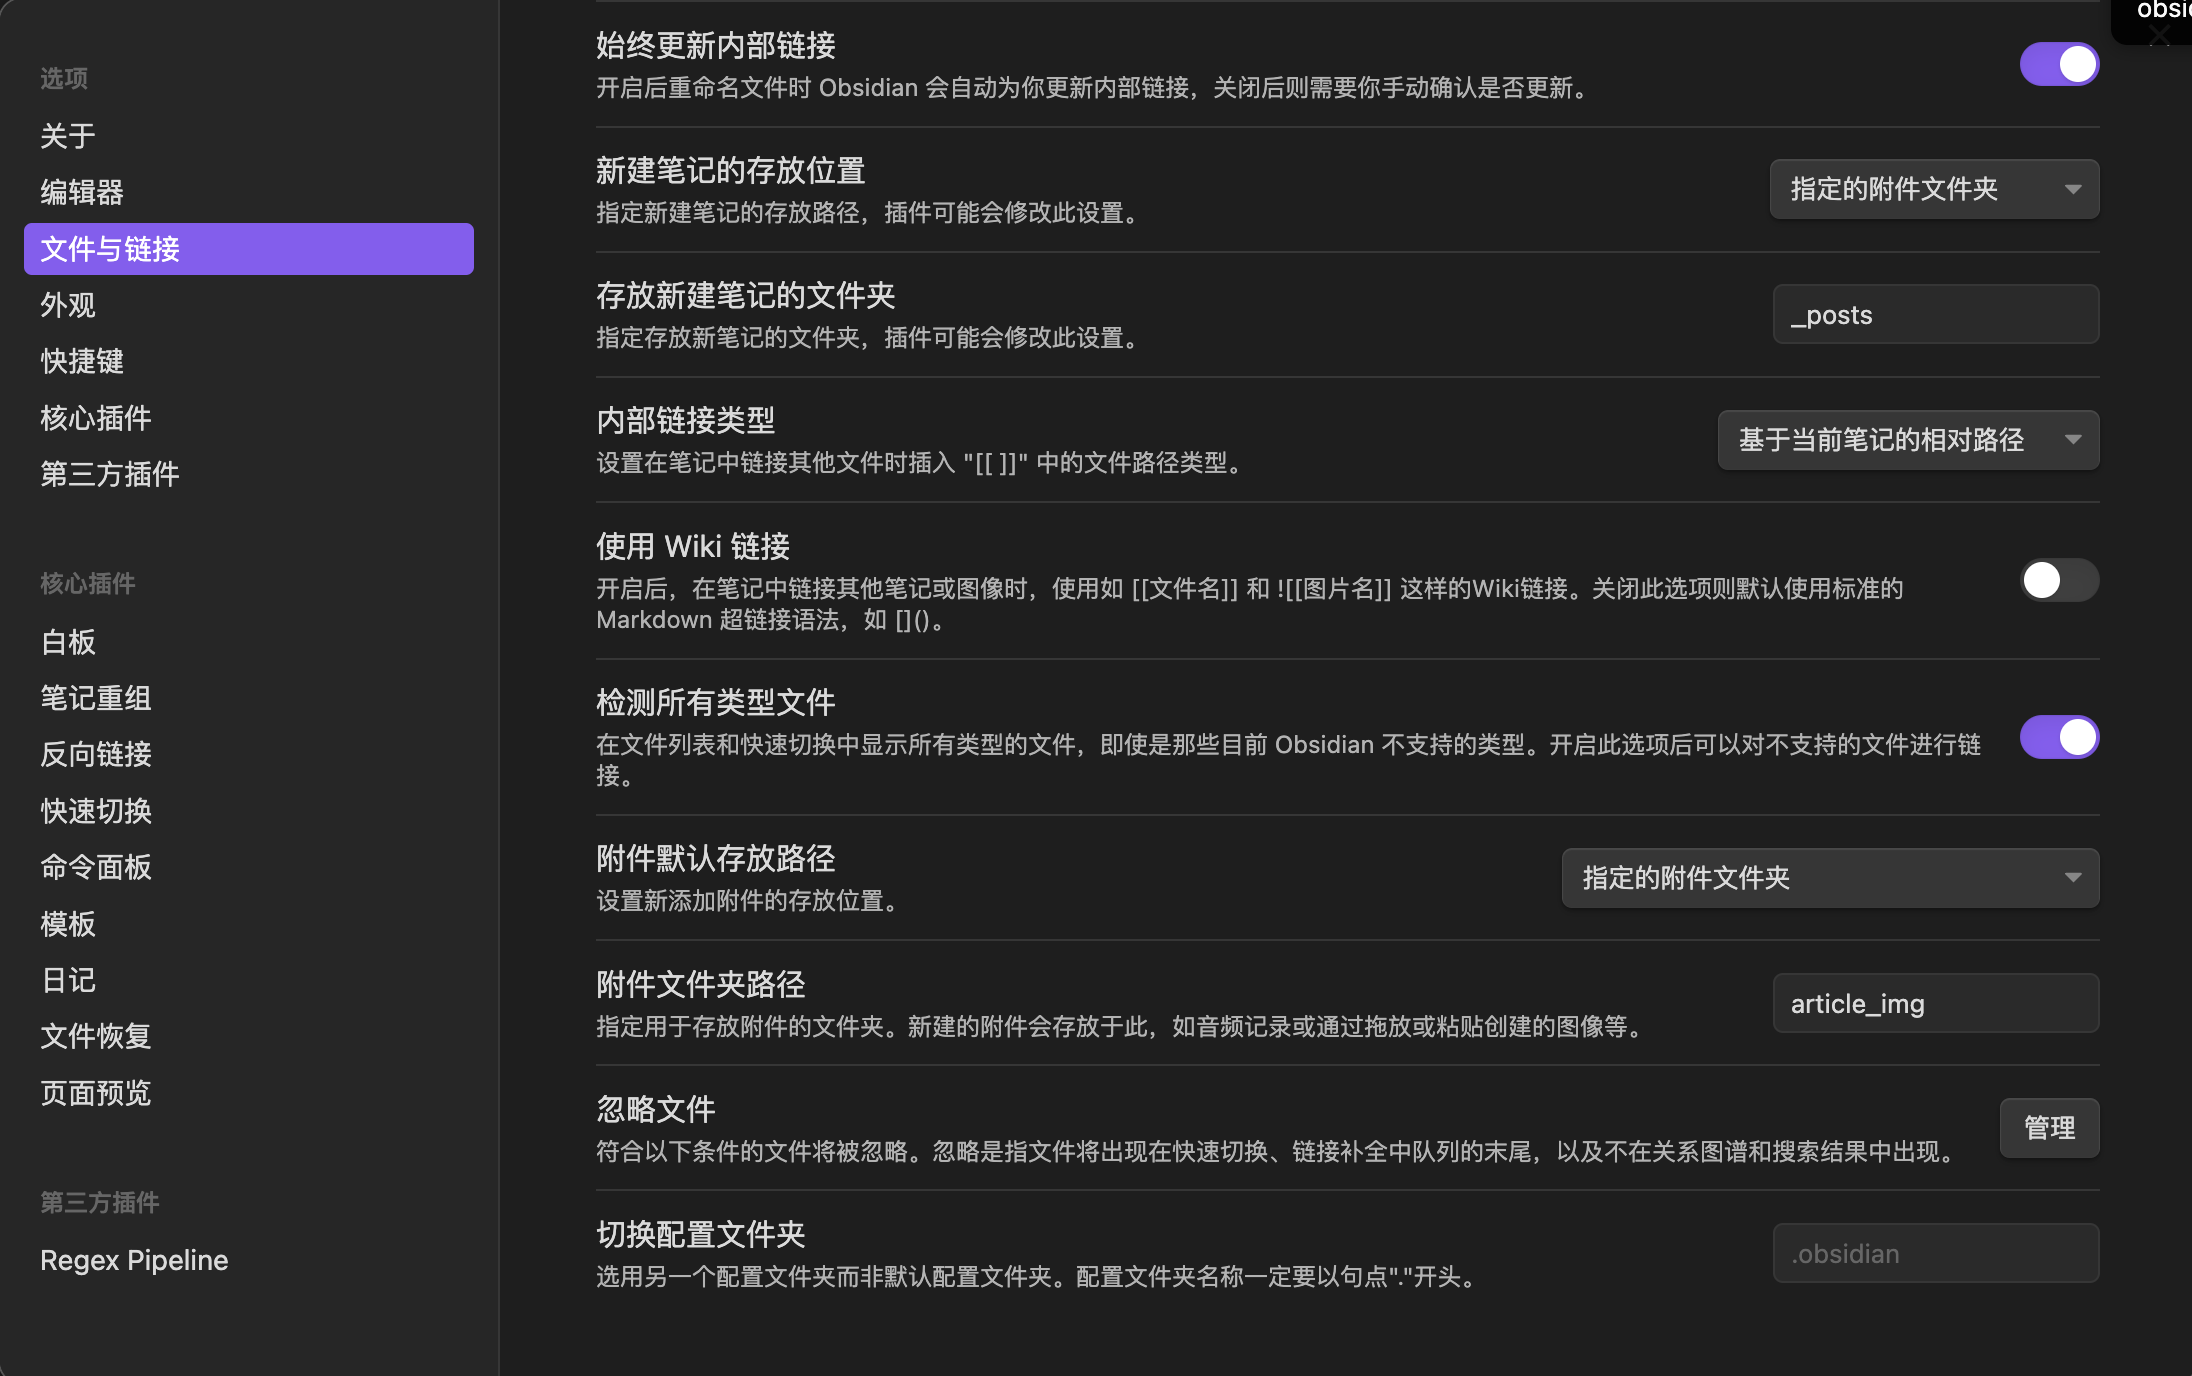 选项
关于
编辑器
文件与链接
外观
快捷键
核心插件
第三方插件
核心插件
白板
笔记重组
反向链接
快速切换
命令面板
模板
日记
文件恢复
页面预览
第三方插件
Regex Pipeline
始终更新内部链接
开启后重命名文件时 Obsidian 会自动为你更新内部链接，关闭后则需要你手动确认是否更新。
新建笔记的存放位置
指定新建笔记的存放路径，插件可能会修改此设置。
指定的附件文件夹
存放新建笔记的文件夹
指定存放新笔记的文件夹，插件可能会修改此设置。
_posts
内部链接类型
设置在笔记中链接其他文件时插入 "[[ ]]" 中的文件路径类型。
基于当前笔记的相对路径
使用 Wiki 链接
开启后，在笔记中链接其他笔记或图像时，使用如 [[文件名]] 和 ![[图片名]] 这样的Wiki链接。关闭此选项则默认使用标准的
Markdown 超链接语法，如 []()。
检测所有类型文件
在文件列表和快速切换中显示所有类型的文件，即使是那些目前 Obsidian 不支持的类型。开启此选项后可以对不支持的文件进行链
接。
附件默认存放路径
设置新添加附件的存放位置。
指定的附件文件夹
附件文件夹路径
指定用于存放附件的文件夹。新建的附件会存放于此，如音频记录或通过拖放或粘贴创建的图像等。
article_img
忽略文件
符合以下条件的文件将被忽略。忽略是指文件将出现在快速切换、链接补全中队列的末尾，以及不在关系图谱和搜索结果中出现。
管理
切换配置文件夹
选用另一个配置文件夹而非默认配置文件夹。配置文件夹名称一定要以句点"."开头。
.obsidian